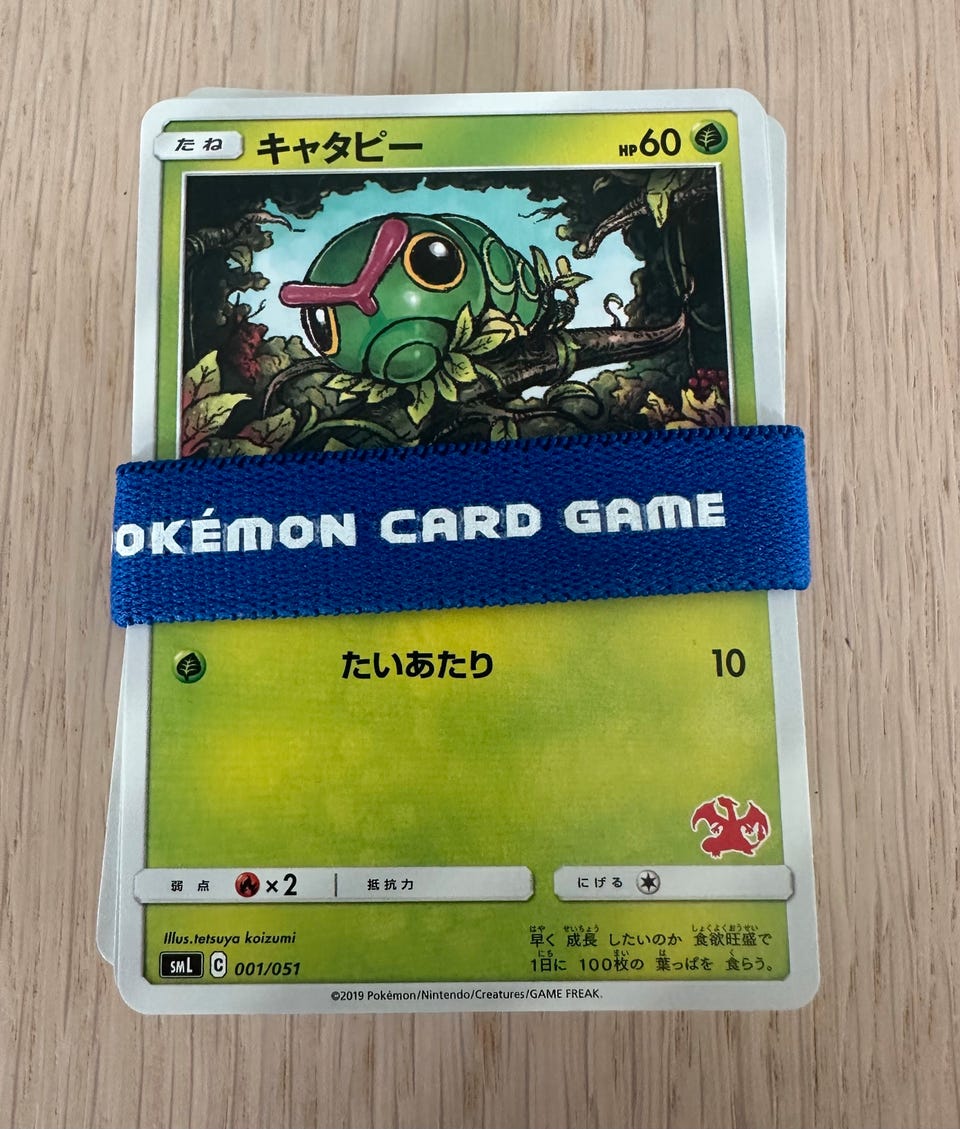 たね キャタピー HP60
OKÉMON CARD GAME
たいあたり 10
弱点 ×2 抵抗力 にげる
Illus.tetsuya koizumi
早く 成長 したいのか 食欲旺盛で
1日に 100枚の 葉っぱを 食らう。
SML C 001/051
©2019 Pokémon/Nintendo/Creatures/GAME FREAK.